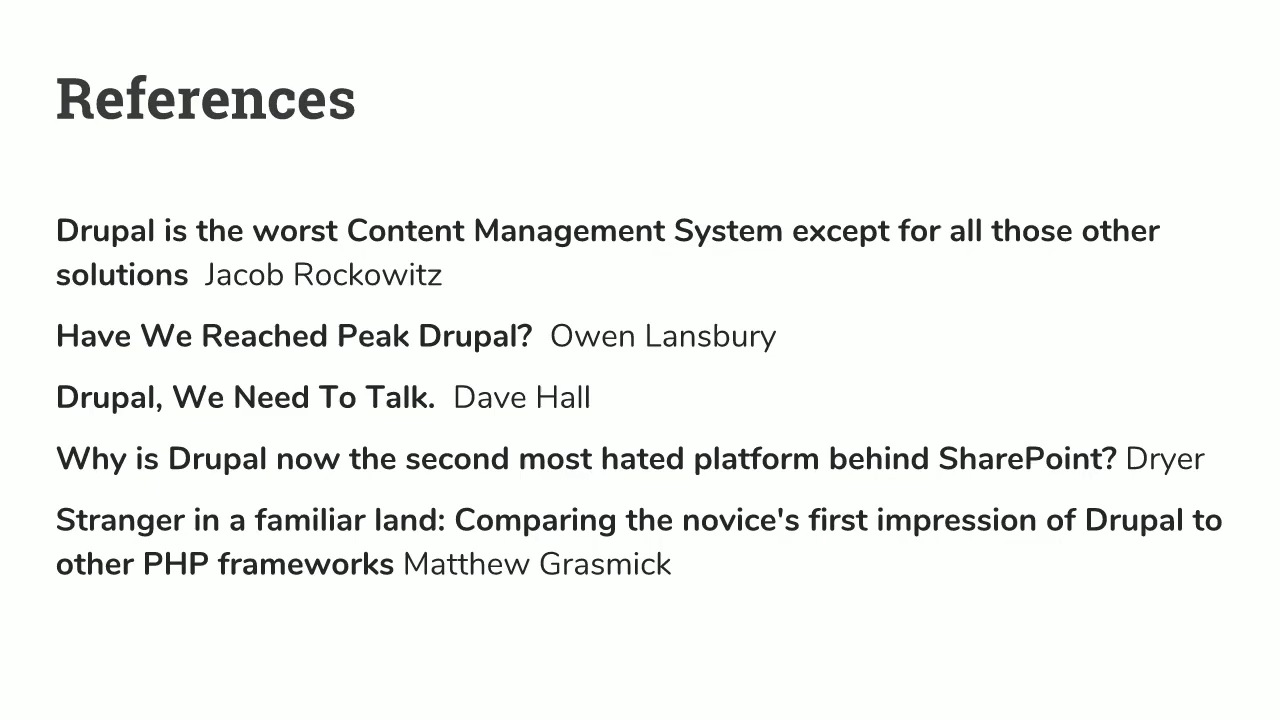 References
Drupal is the worst Content Management System except for all those other
solutions Jacob Rockowitz
Have We Reached Peak Drupal? Owen Lansbury
Drupal, We Need To Talk. Dave Hall
Why is Drupal now the second most hated platform behind SharePoint? Dryer
Stranger in a familiar land: Comparing the novice's first impression of Drupal to
other PHP frameworks Matthew Grasmick